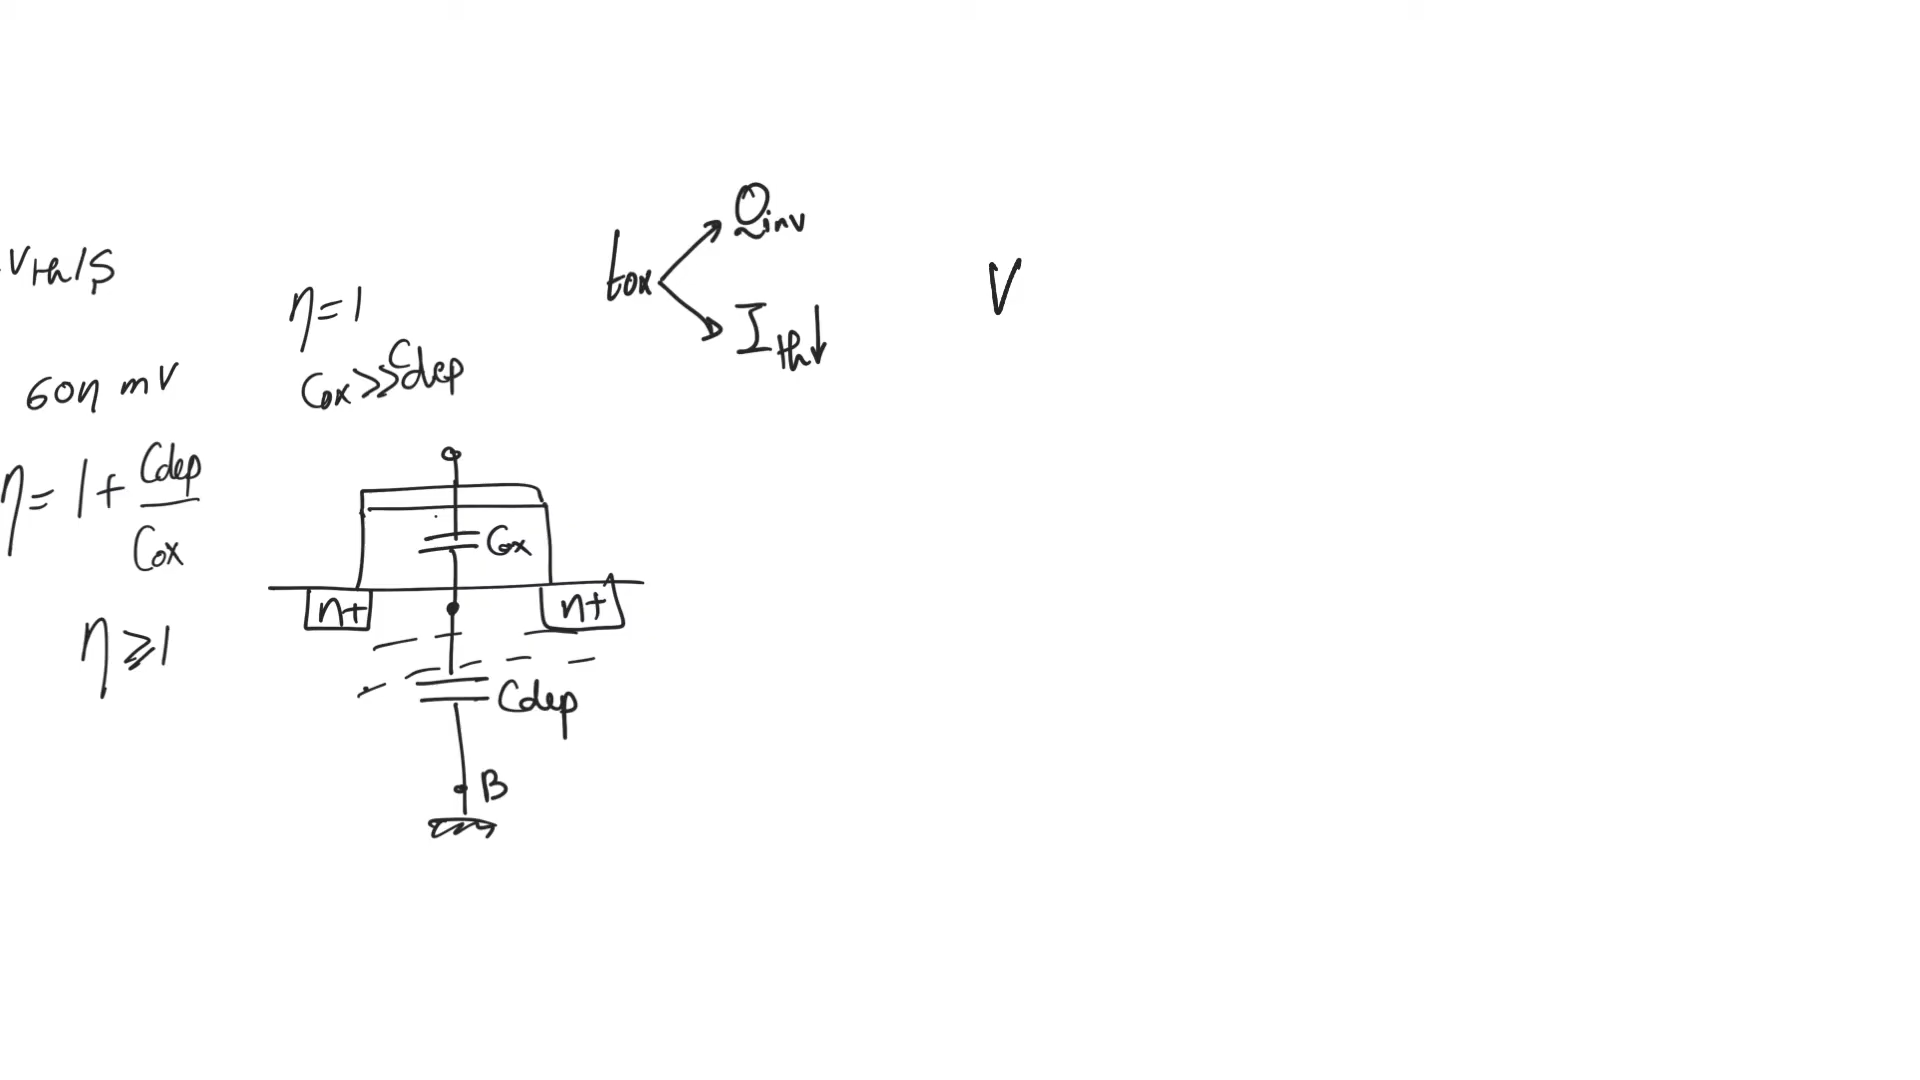 Vth/S
60η mV
η = 1 + Cdep
Cox
η ≥ 1
η = 1
Cox >> Cdep
Cox
n+
n+
Cdep
B
tox
Qinv
Ith↓
V